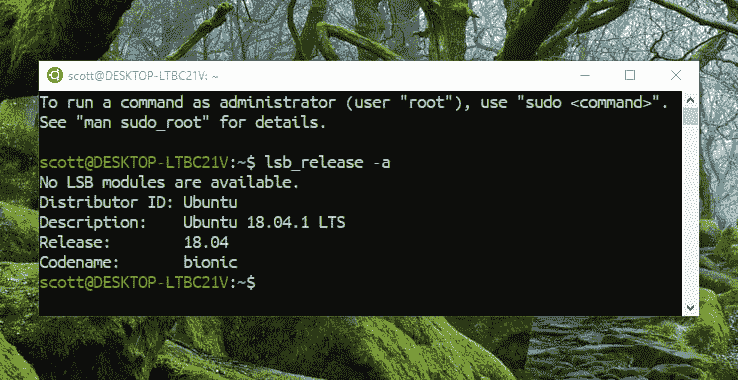 scott@DESKTOP-LTBC21V: ~
To run a command as administrator (user "root"), use "sudo <command>".
See "man sudo_root" for details.
scott@DESKTOP-LTBC21V:~$ lsb_release -a
No LSB modules are available.
Distributor ID: Ubuntu
Description:    Ubuntu 18.04.1 LTS
Release:        18.04
Codename:       bionic
scott@DESKTOP-LTBC21V:~$